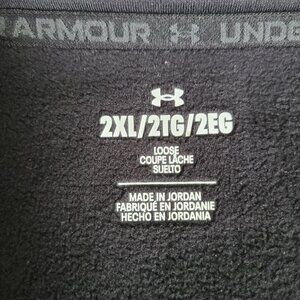 ARMOUR UNDE
2XL/2TG/2EG
LOOSE
COUPE LÂCHE
SUELTO
MADE IN JORDAN
FABRIQUÉ EN JORDANIE
HECHO EN JORDANIA